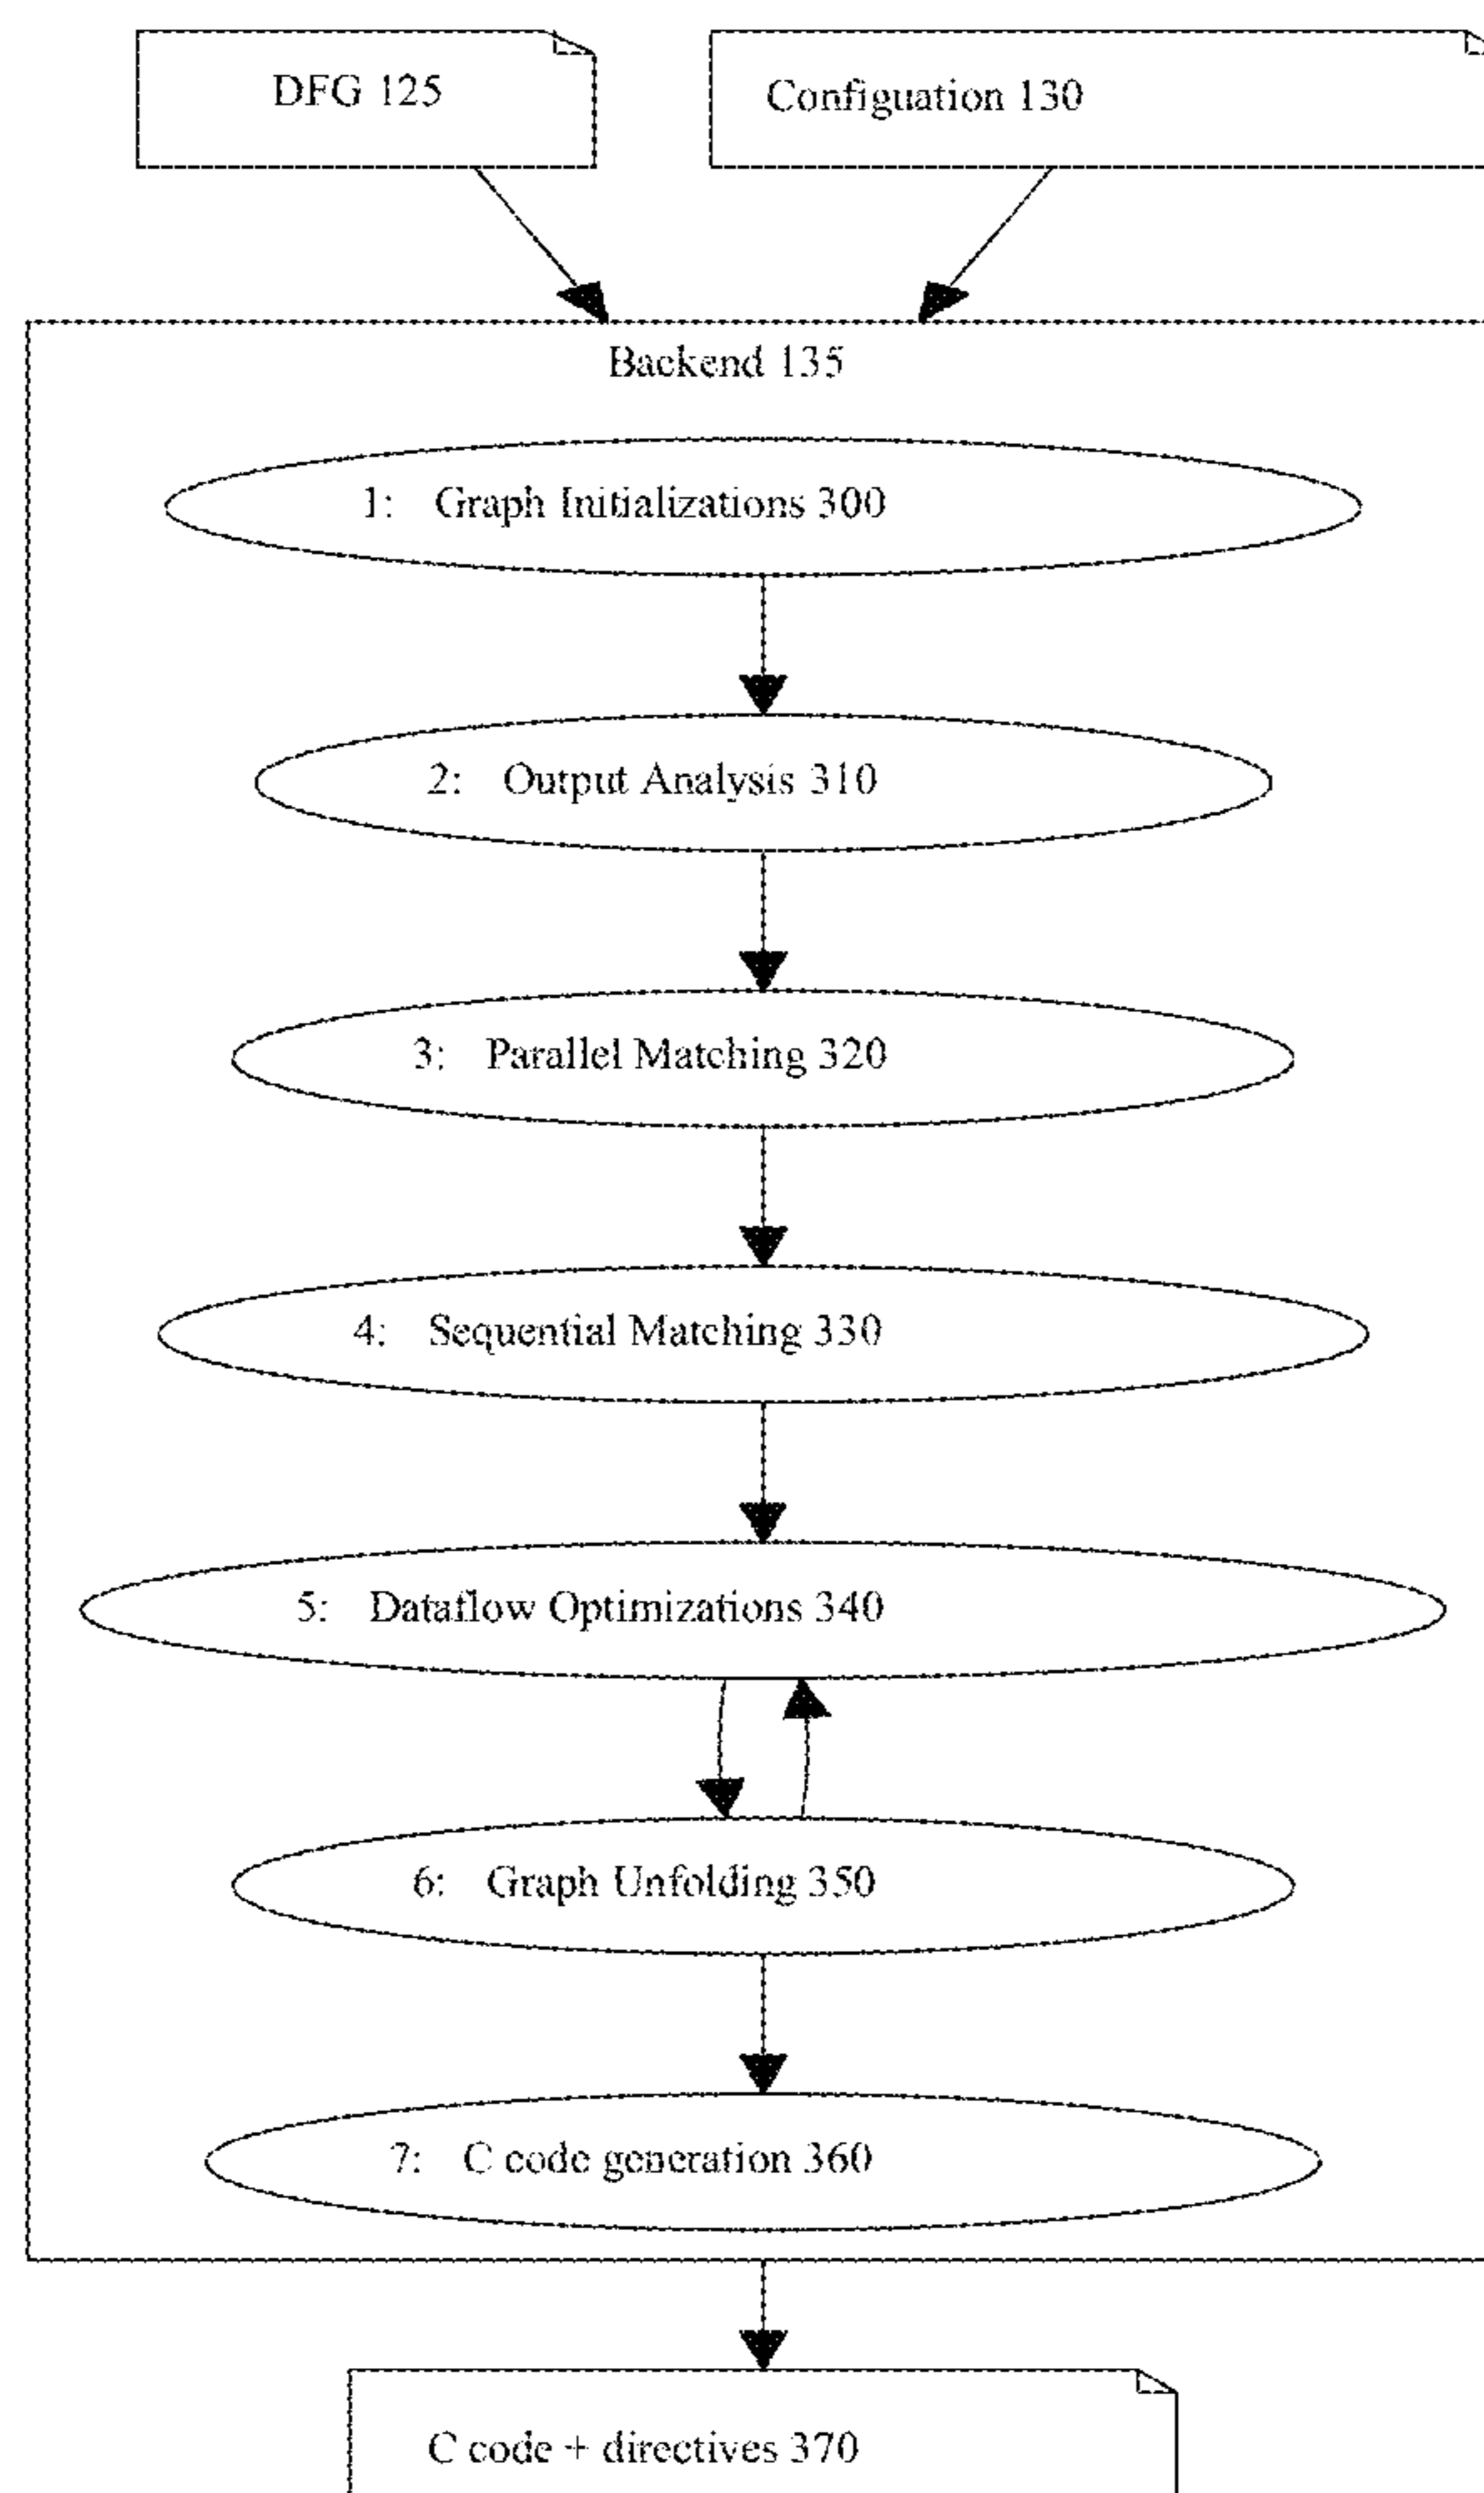 DFG 125
Configuation 130
Backend 135
1: Graph Initializations 300
2: Output Analysis 310
3: Parallel Matching 320
4: Sequential Matching 330
5: Dataflow Optimizations 340
6: Graph Unfolding 350
7: C code generation 360
C code + directives 370